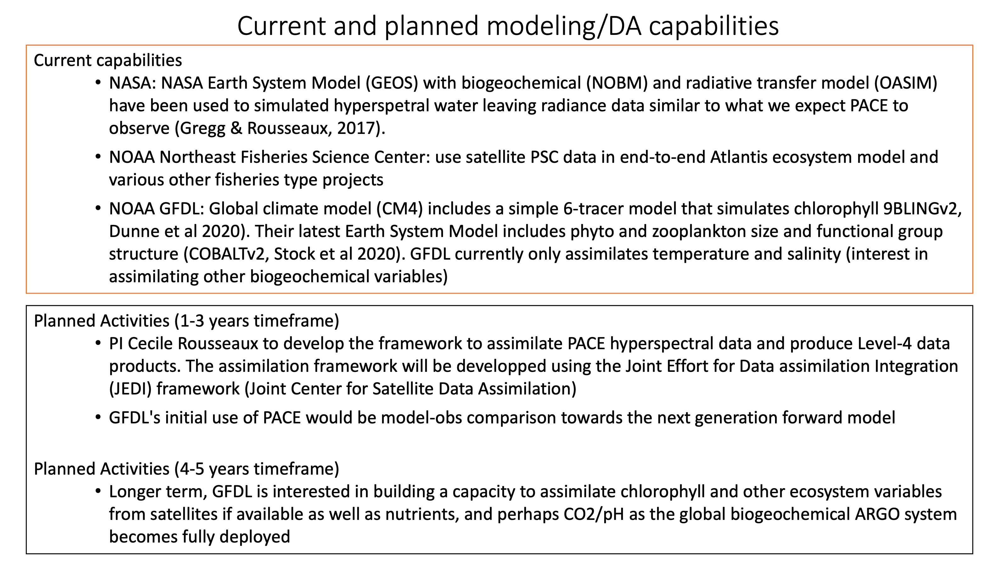 Current and planned modeling/DA capabilities
Current capabilities
• NASA: NASA Earth System Model (GEOS) with biogeochemical (NOBM) and radiative transfer model (OASIM)
have been used to simulated hyperspetral water leaving radiance data similar to what we expect PACE to
observe (Gregg & Rousseaux, 2017).
• NOAA Northeast Fisheries Science Center: use satellite PSC data in end-to-end Atlantis ecosystem model and
various other fisheries type projects
• NOAA GFDL: Global climate model (CM4) includes a simple 6-tracer model that simulates chlorophyll 9BLINGv2,
Dunne et al 2020). Their latest Earth System Model includes phyto and zooplankton size and functional group
structure (COBALTv2, Stock et al 2020). GFDL currently only assimilates temperature and salinity (interest in
assimilating other biogeochemical variables)
Planned Activities (1-3 years timeframe)
• PI Cecile Rousseaux to develop the framework to assimilate PACE hyperspectral data and produce Level-4 data
products. The assimilation framework will be developped using the Joint Effort for Data assimilation Integration
(JEDI) framework (Joint Center for Satellite Data Assimilation)
• GFDL's initial use of PACE would be model-obs comparison towards the next generation forward model
Planned Activities (4-5 years timeframe)
• Longer term, GFDL is interested in building a capacity to assimilate chlorophyll and other ecosystem variables
from satellites if available as well as nutrients, and perhaps CO2/pH as the global biogeochemical ARGO system
becomes fully deployed